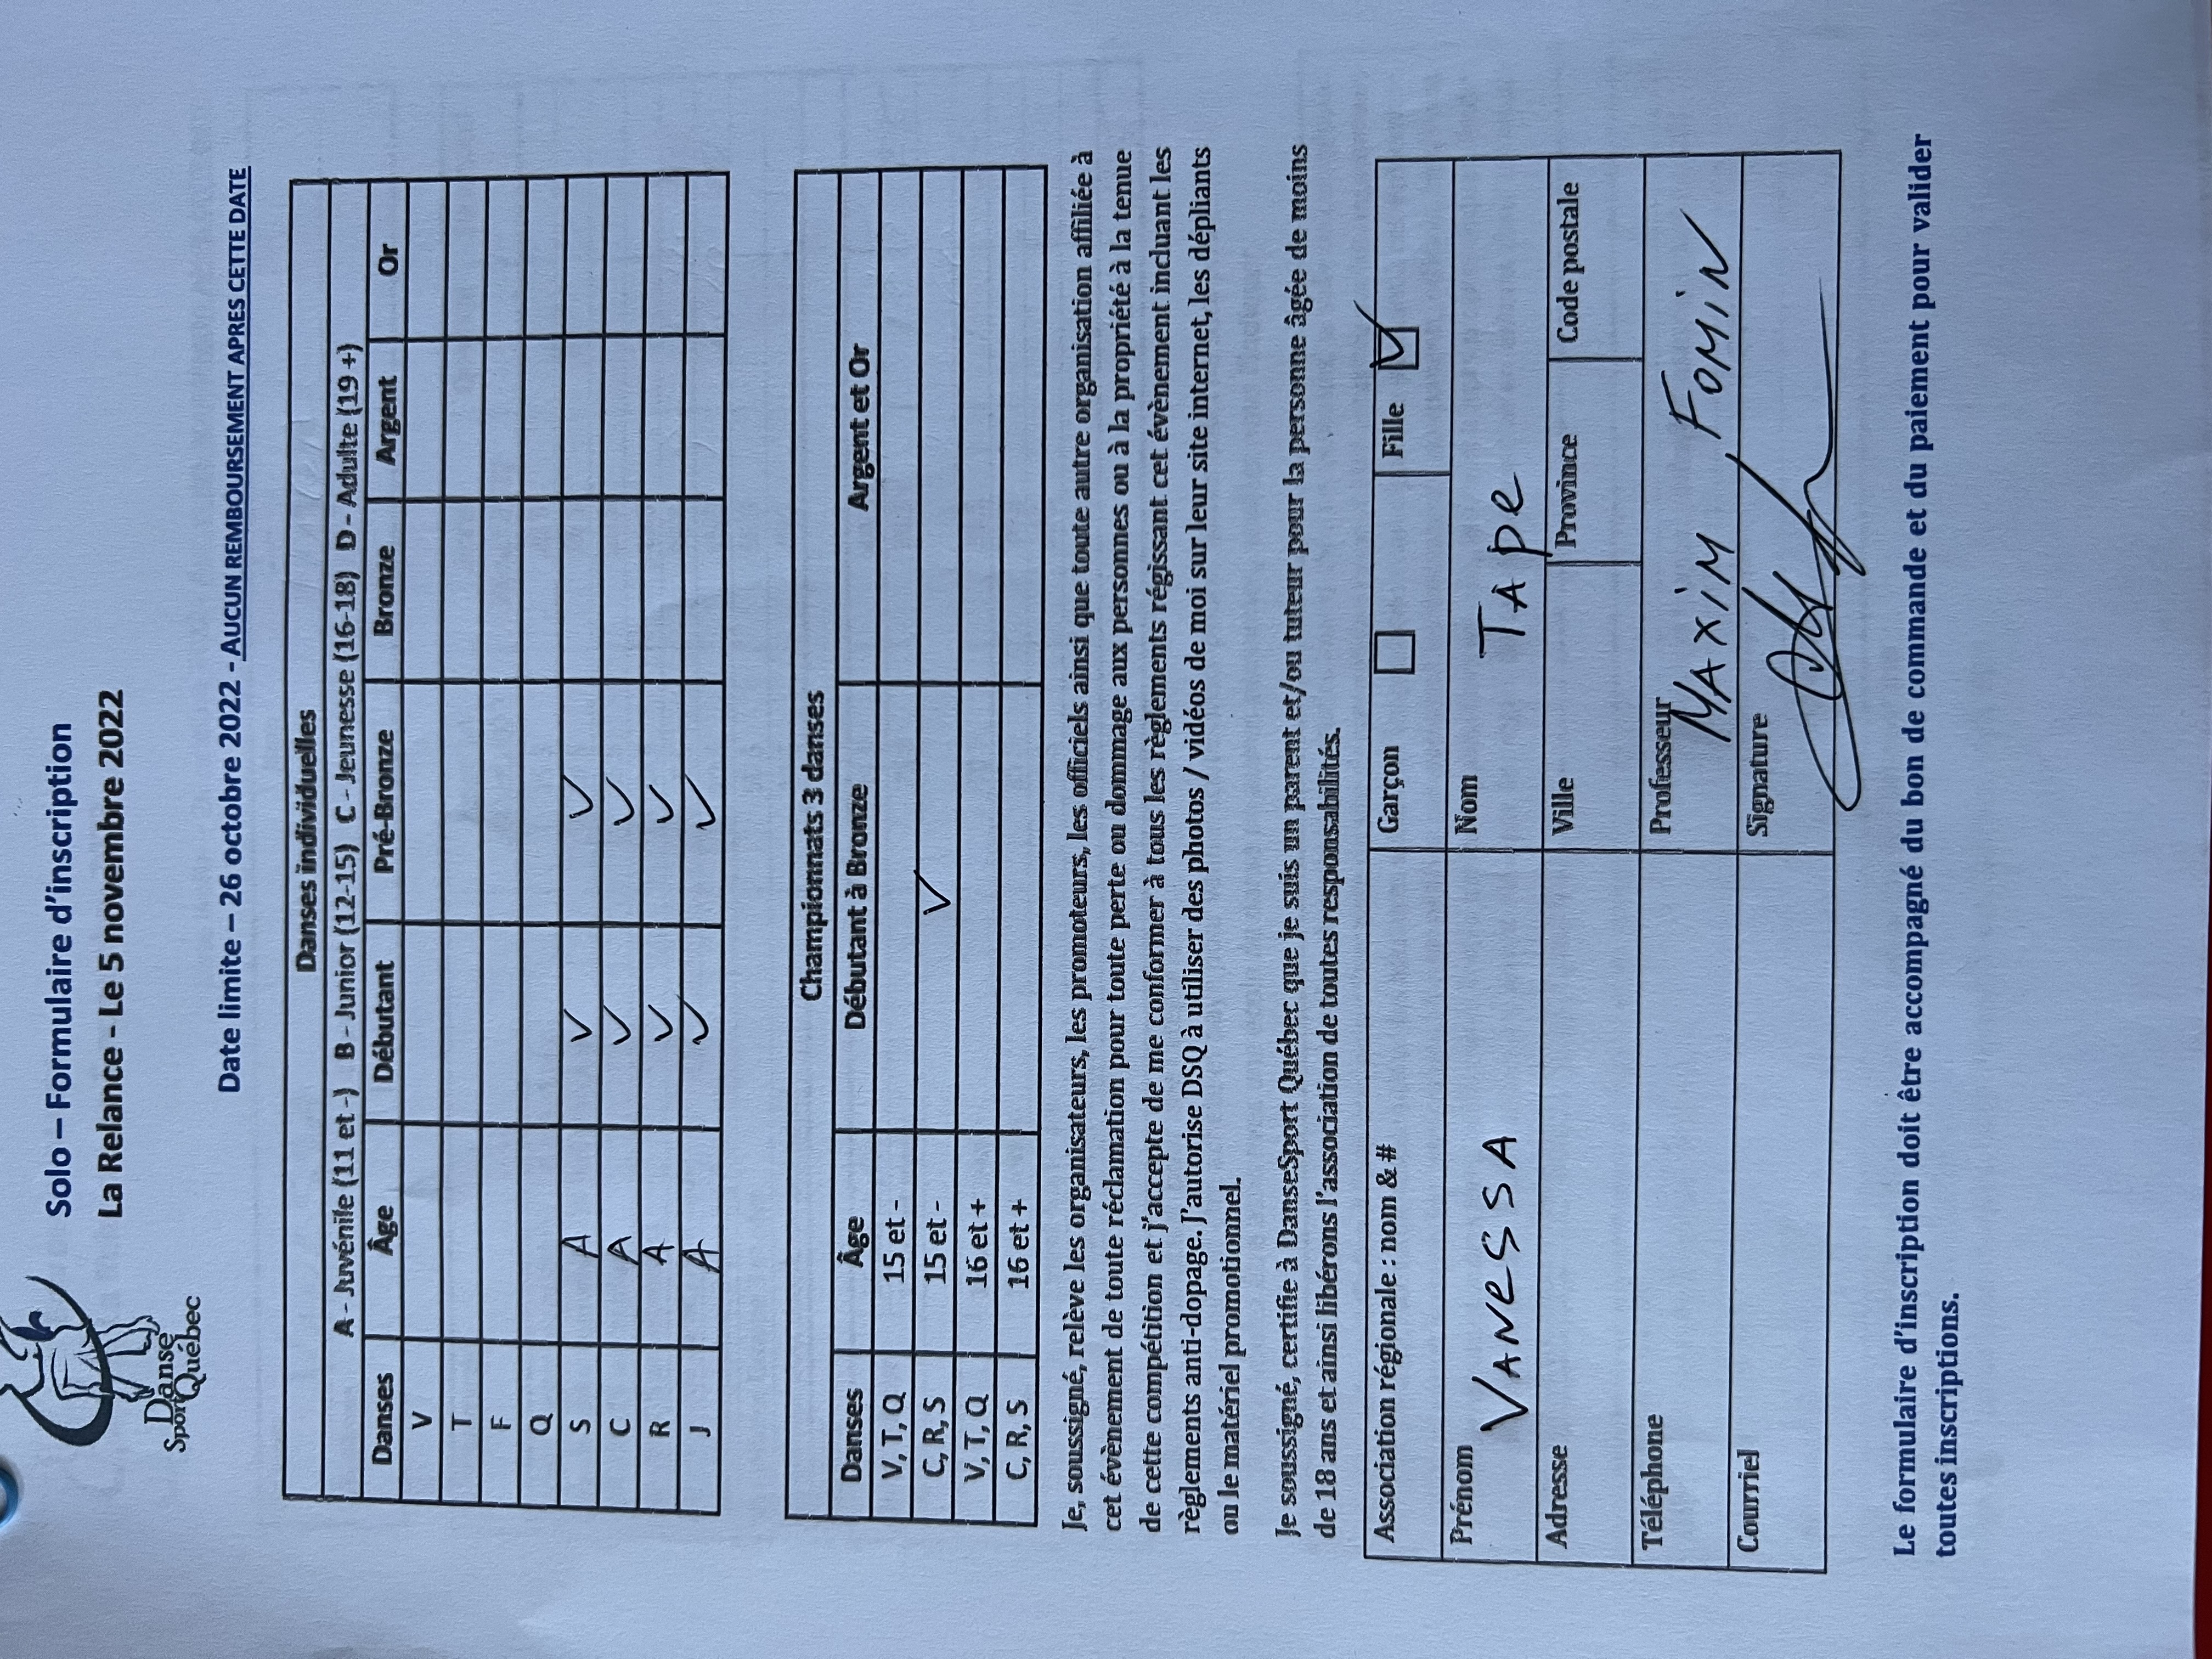 Solo – Formulaire d'inscription
La Relance - Le 5 novembre 2022
Danse
Sport
Québec
Date limite – 26 octobre 2022 - AUCUN REMBOURSEMENT APRES CETTE DATE
Danses individuelles
A - Juvénile (11 et -) B - Junior (12-15) C - Jeunesse (16-18) D - Adulte (19 +)
Danses Âge Débutant Pré-Bronze Bronze Argent Or
V
T
F
Q
S A ✓ ✓
C A ✓ ✓
R A ✓ ✓
J A ✓ ✓
Championnats 3 danses
Danses Âge Débutant à Bronze Argent et Or
V, T, Q 15 et -
C, R, S 15 et - ✓
V, T, Q 16 et +
C, R, S 16 et +
Je, soussigné, relève les organisateurs, les promoteurs, les officiels ainsi que toute autre organisation affiliée à
cet évènement de toute réclamation pour toute perte ou dommage aux personnes ou à la propriété à la tenue
de cette compétition et j'accepte de me conformer à tous les règlements régissant cet évènement incluant les
règlements anti-dopage. J'autorise DSQ à utiliser des photos / vidéos de moi sur leur site internet, les dépliants
ou le matériel promotionnel.
Je soussigné, certifie à DanseSport Québec que je suis un parent et/ou tuteur pour la personne âgée de moins
de 18 ans et ainsi libérons l'association de toutes responsabilités.
Association régionale : nom & # Garçon ☐ Fille ☑
Prénom Nom
VANESSA TAPE
Adresse Ville Province Code postale
Téléphone Professeur
MAXIM FOMIN
Courriel Signature
Le formulaire d'inscription doit être accompagné du bon de commande et du paiement pour valider
toutes inscriptions.